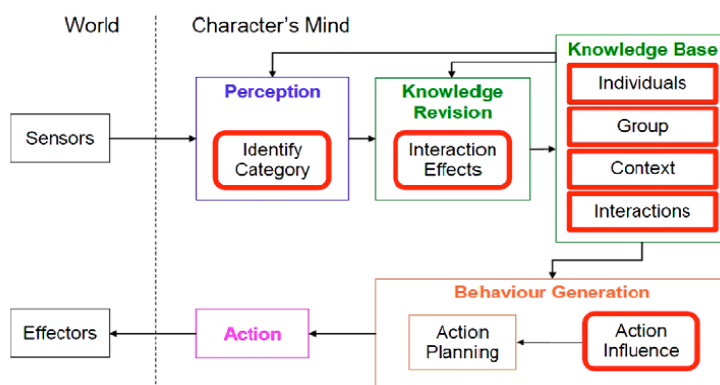 World
Character's Mind
Knowledge Base
Perception
Knowledge
Revision
Individuals
Sensors
Identify
Category
Interaction
Effects
Group
Context
Interactions
Behaviour Generation
Effectors
Action
Action
Planning
Action
Influence